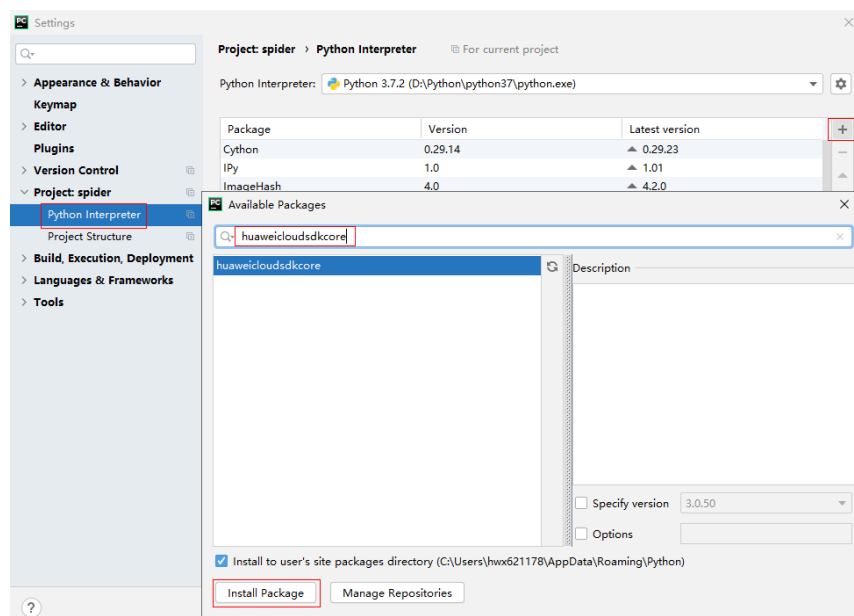 Settings
Project: spider › Python Interpreter For current project
Appearance & Behavior
Python Interpreter: Python 3.7.2 (D:\Python\python37\python.exe)
Keymap
Editor
Package Version Latest version
Plugins
Cython 0.29.14 0.29.23
Version Control
IPy 1.0 1.01
Project: spider
ImageHash 4.0 4.2.0
Python Interpreter
Project Structure
Build, Execution, Deployment
Languages & Frameworks
Tools
Available Packages
huaweicloudsdkcore
huaweicloudsdkcore
Description
Specify version 3.0.50
Options
Install to user's site packages directory (C:\Users\hwx621178\AppData\Roaming\Python)
Install Package Manage Repositories
?